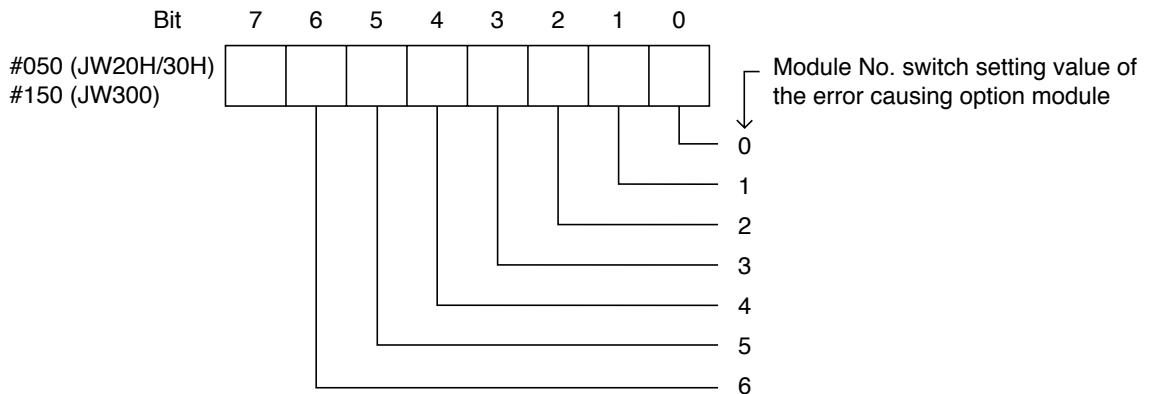 Bit 7 6 5 4 3 2 1 0
#050 (JW20H/30H)
#150 (JW300)
Module No. switch setting value of
the error causing option module
0
1
2
3
4
5
6